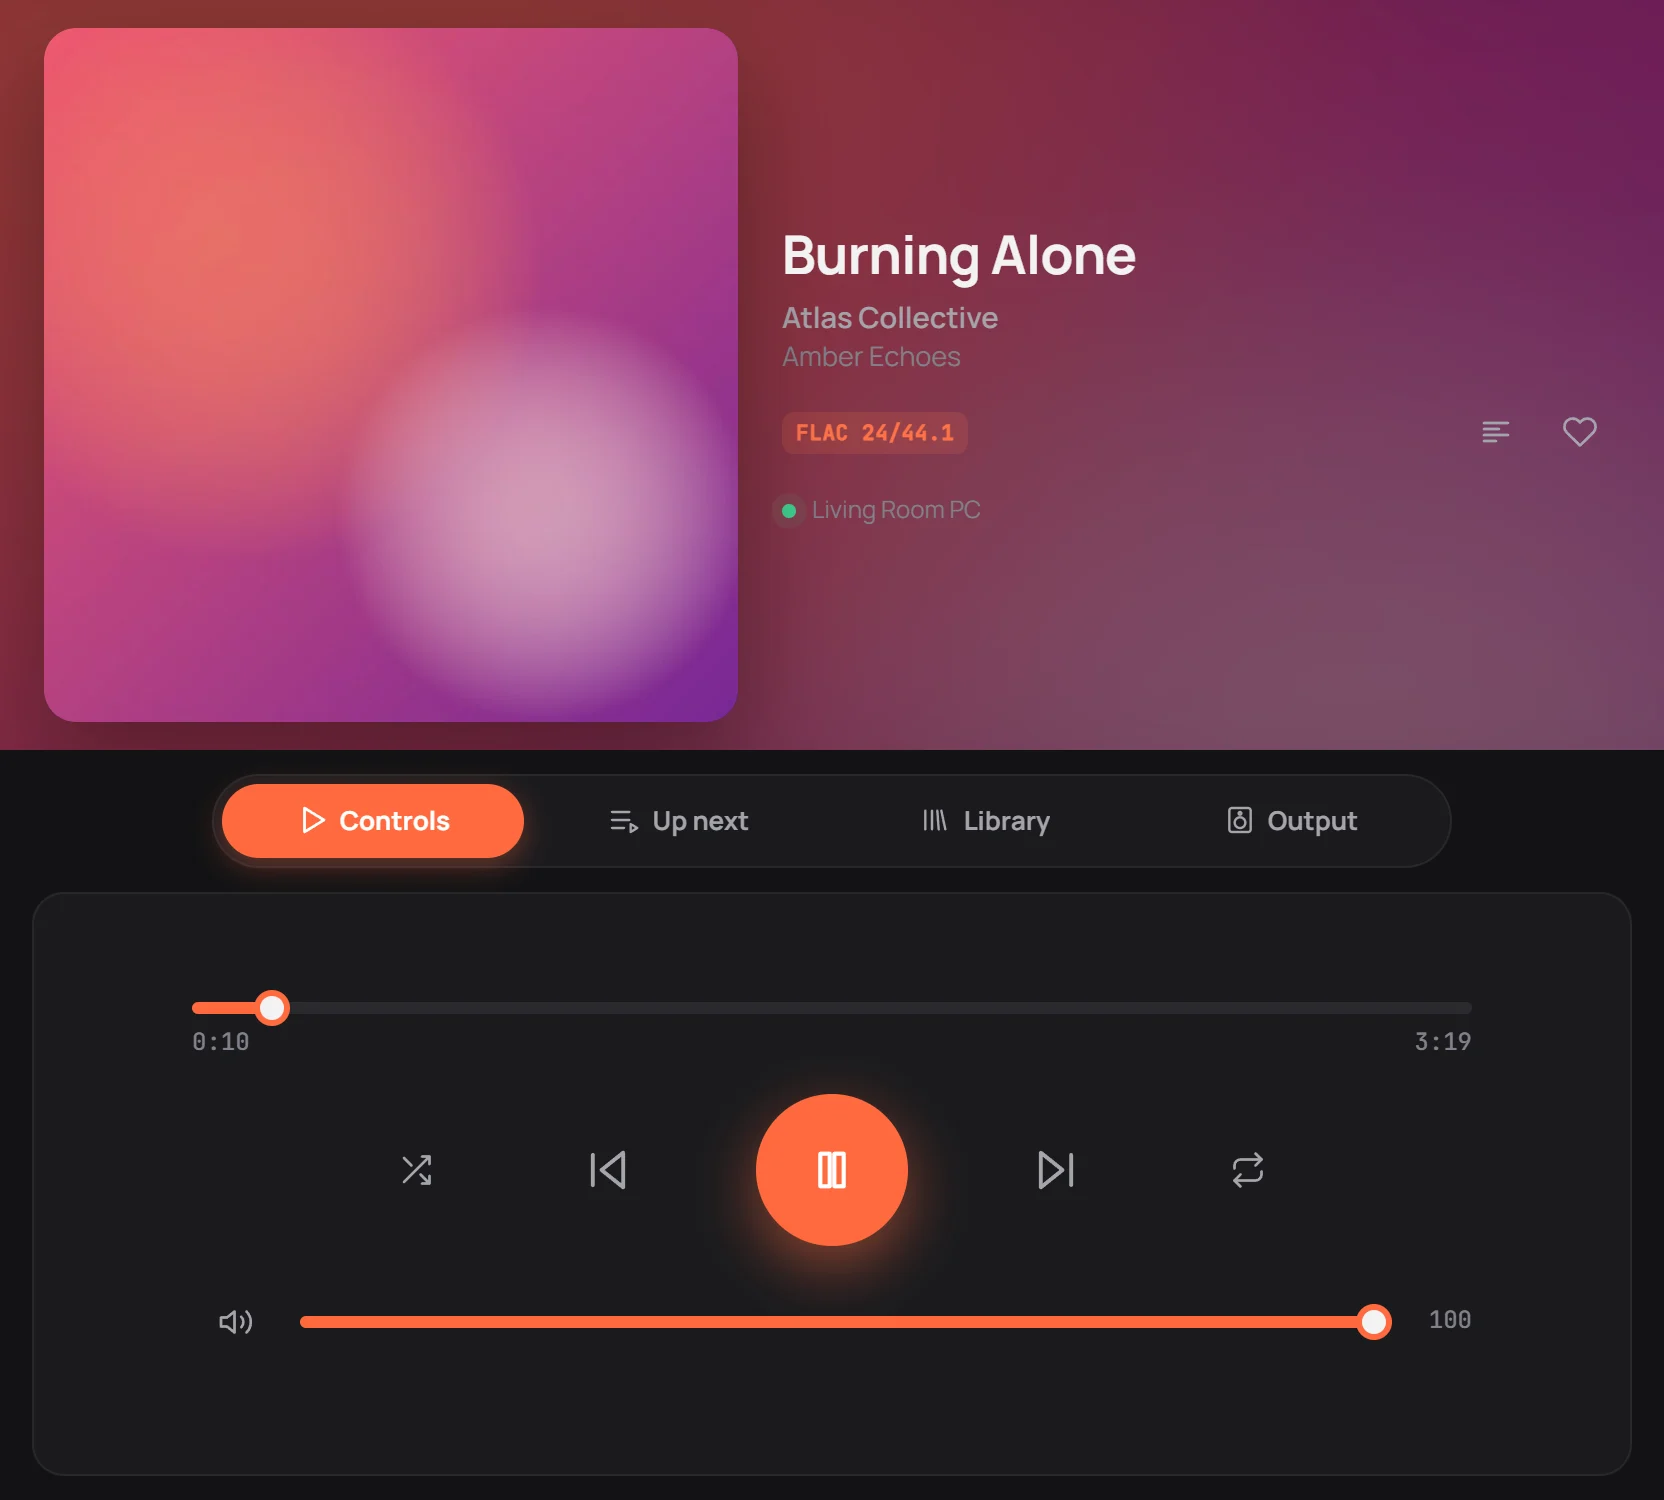 Burning Alone
Atlas Collective
Amber Echoes
FLAC 24/44.1
Living Room PC
Controls
Up next
Library
Output
0:10
3:19
100